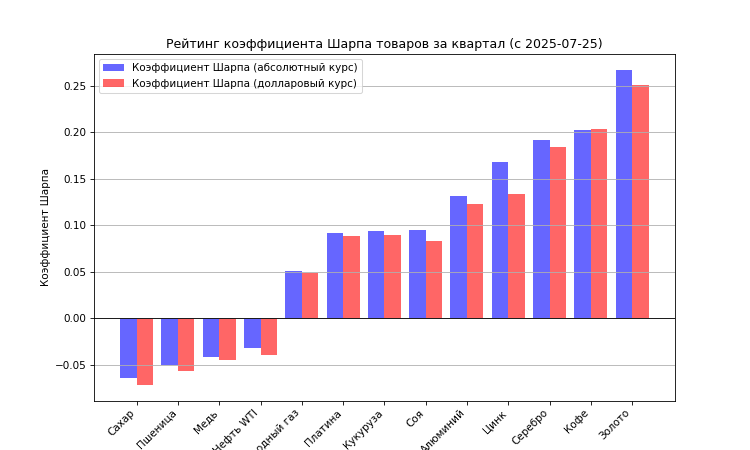 Рейтинг коэффициента Шарпа товаров за квартал (с 2025-07-25)
Коэффициент Шарпа (абсолютный курс)
Коэффициент Шарпа (долларовый курс)
Коэффициент Шарпа
0.25
0.20
0.15
0.10
0.05
0.00
−0.05
Сахар
Пшеница
Медь
Нефть WTI
одный газ
Платина
Кукуруза
Соя
Алюминий
Цинк
Серебро
Кофе
Золото